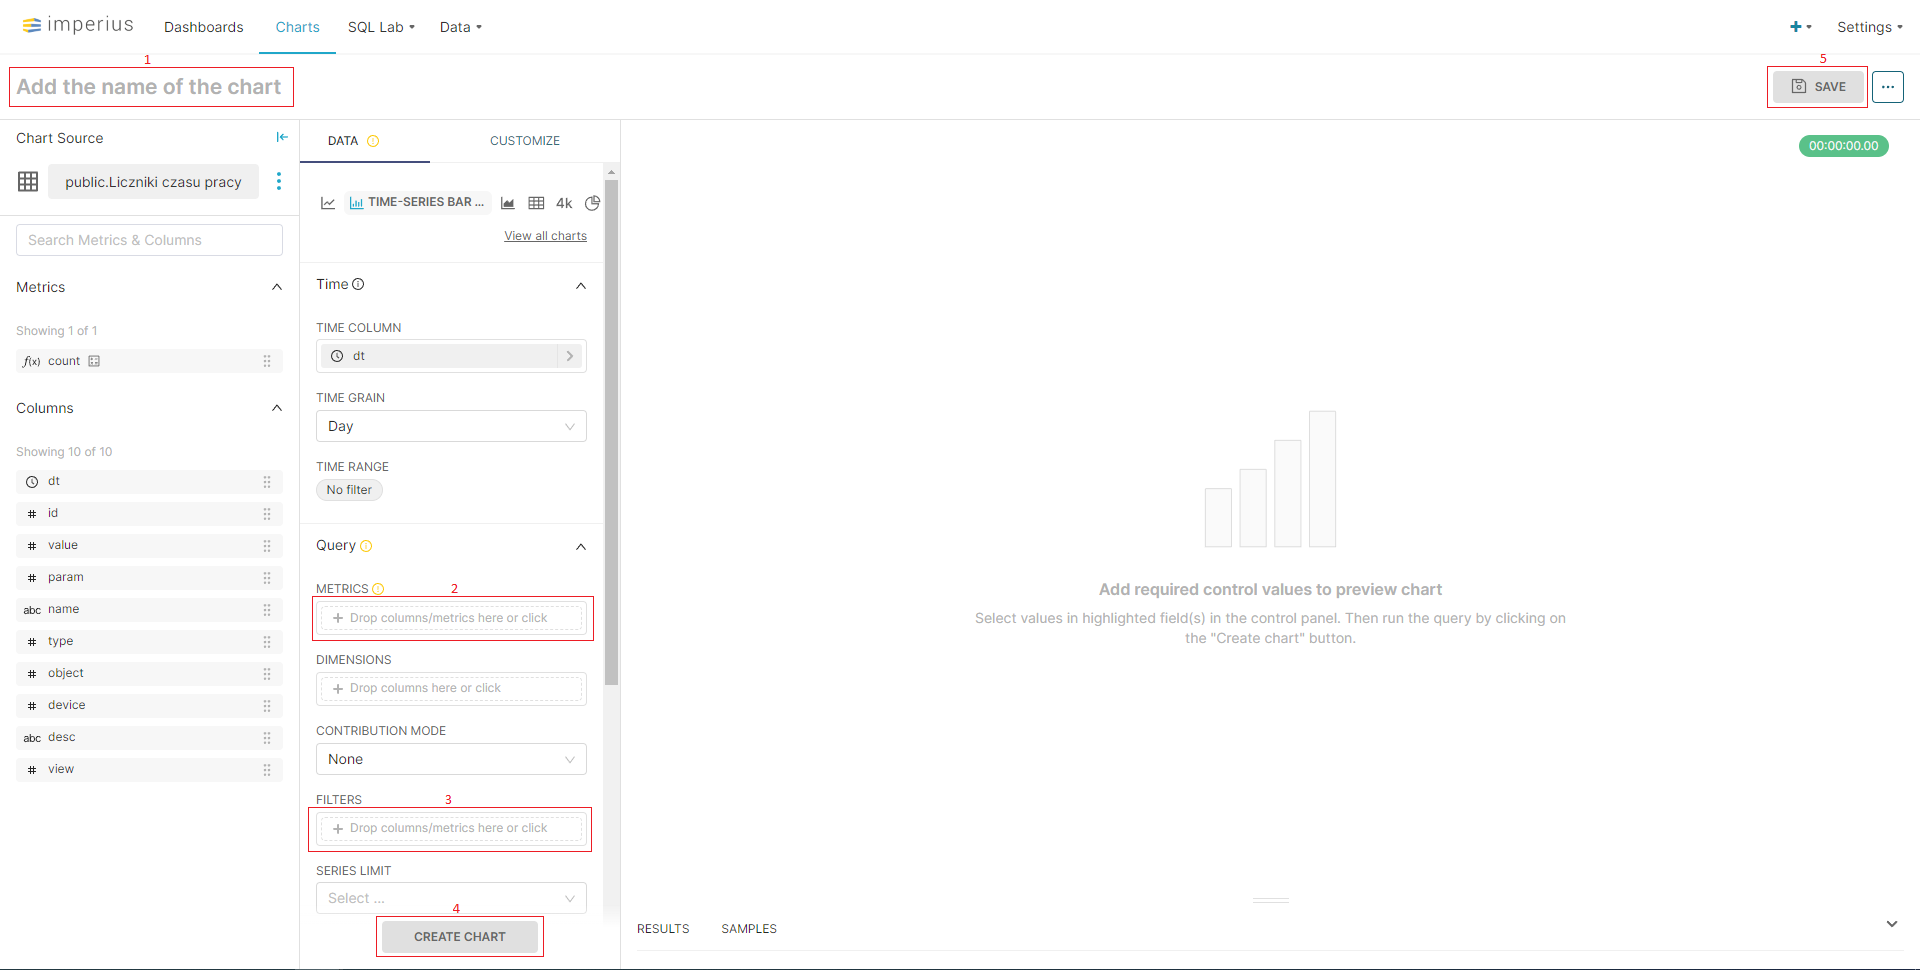 imperius
Dashboards
Charts
SQL Lab
Data
Settings
1
Add the name of the chart
5
SAVE
Chart Source
public.Liczniki czasu pracy
Search Metrics & Columns
Metrics
Showing 1 of 1
f(x) count
Columns
Showing 10 of 10
dt
# id
# value
# param
abc name
# type
# object
# device
abc desc
# view
DATA
CUSTOMIZE
TIME-SERIES BAR ...
4k
View all charts
Time
TIME COLUMN
dt
TIME GRAIN
Day
TIME RANGE
No filter
Query
METRICS
2
+ Drop columns/metrics here or click
DIMENSIONS
+ Drop columns here or click
CONTRIBUTION MODE
None
FILTERS
3
+ Drop columns/metrics here or click
SERIES LIMIT
Select ...
4
CREATE CHART
00:00:00.00
Add required control values to preview chart
Select values in highlighted field(s) in the control panel. Then run the query by clicking on
the "Create chart" button.
RESULTS
SAMPLES